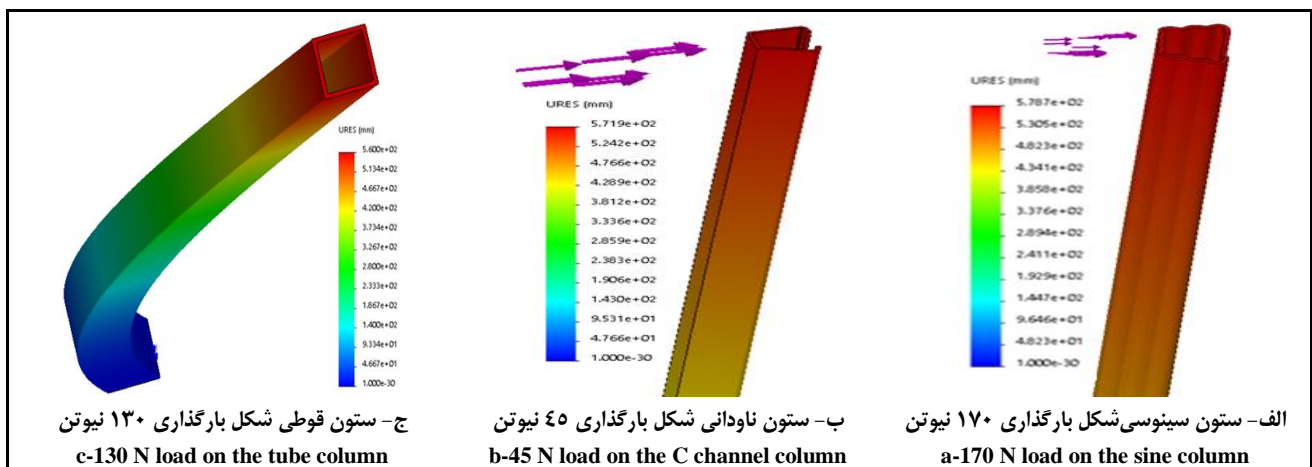 URES (mm)
5.600e+02
5.134e+02
4.667e+02
4.200e+02
3.734e+02
3.267e+02
2.800e+02
2.333e+02
1.867e+02
1.400e+02
9.334e+01
4.667e+01
1.000e-30
ج- ستون قوطی شکل بارگذاری ۱۳۰ نیوتن
c-130 N load on the tube column
URES (mm)
5.719e+02
5.242e+02
4.766e+02
4.289e+02
3.812e+02
3.336e+02
2.859e+02
2.383e+02
1.906e+02
1.430e+02
9.531e+01
4.766e+01
1.000e-30
ب- ستون ناودانی شکل بارگذاری ٤٥ نیوتن
b-45 N load on the C channel column
URES (mm)
5.787e+02
5.305e+02
4.823e+02
4.341e+02
3.858e+02
3.376e+02
2.894e+02
2.411e+02
1.929e+02
1.447e+02
9.646e+01
4.823e+01
1.000e-30
الف- ستون سینوسی‌شکل بارگذاری ۱۷۰ نیوتن
a-170 N load on the sine column